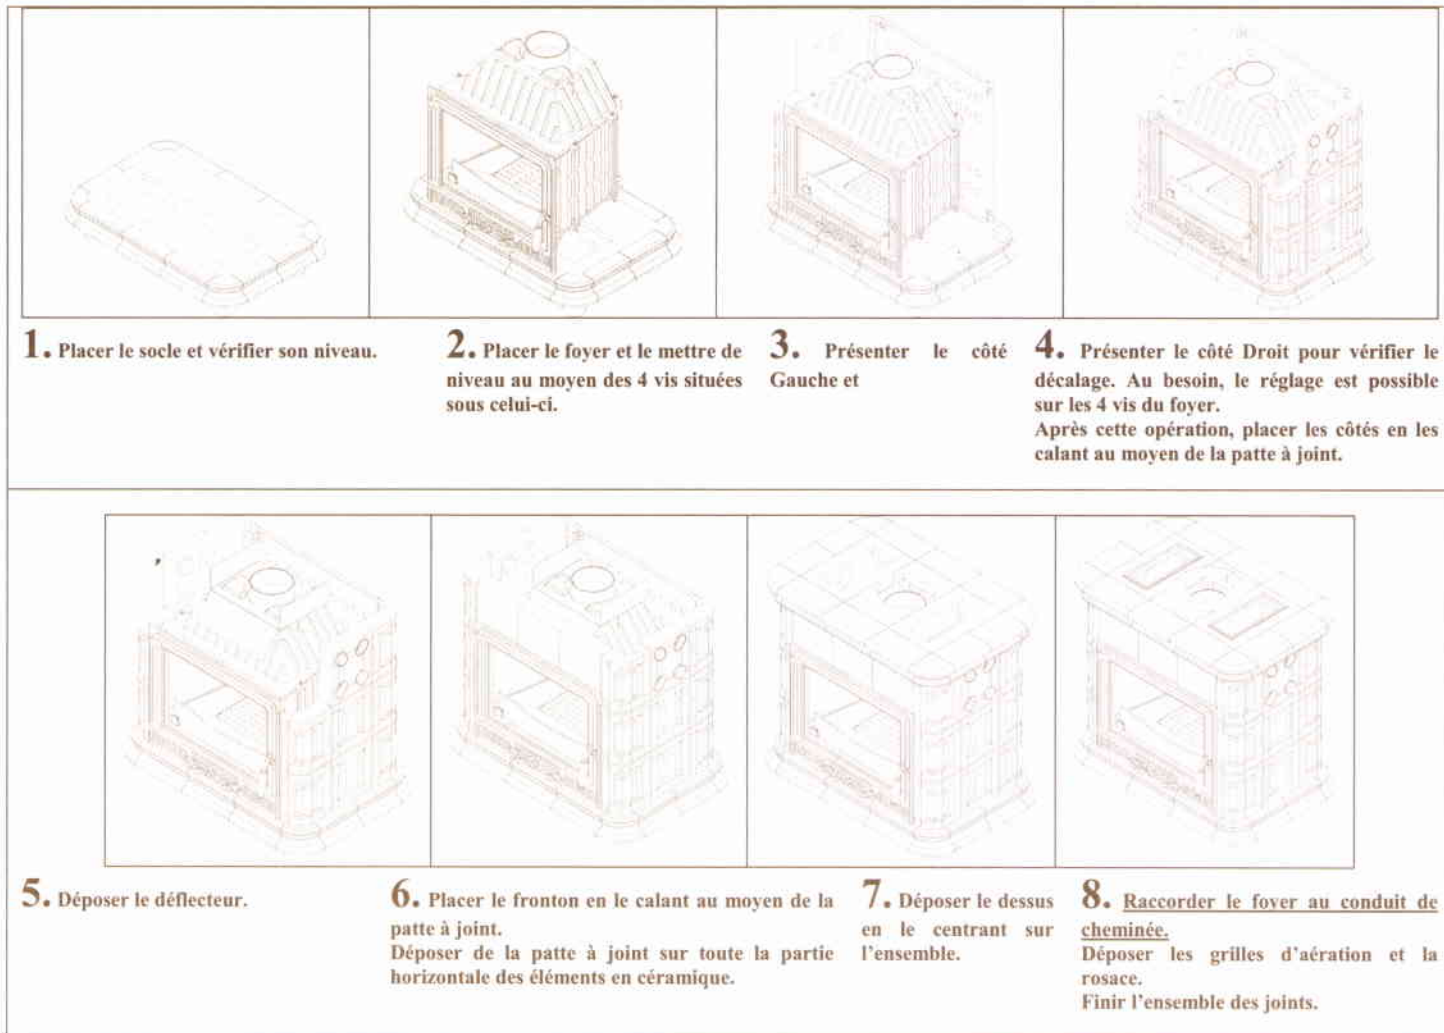 1. Placer le socle et vérifier son niveau.
2. Placer le foyer et le mettre de
niveau au moyen des 4 vis situées
sous celui-ci.
3. Présenter le côté
Gauche et
4. Présenter le côté Droit pour vérifier le
décalage. Au besoin, le réglage est possible
sur les 4 vis du foyer.
Après cette opération, placer les côtés en les
calant au moyen de la patte à joint.
5. Déposer le déflecteur.
6. Placer le fronton en le calant au moyen de la
patte à joint.
Déposer de la patte à joint sur toute la partie
horizontale des éléments en céramique.
7. Déposer le dessus
en le centrant sur
l'ensemble.
8. Raccorder le foyer au conduit de
cheminée.
Déposer les grilles d'aération et la
rosace.
Finir l'ensemble des joints.